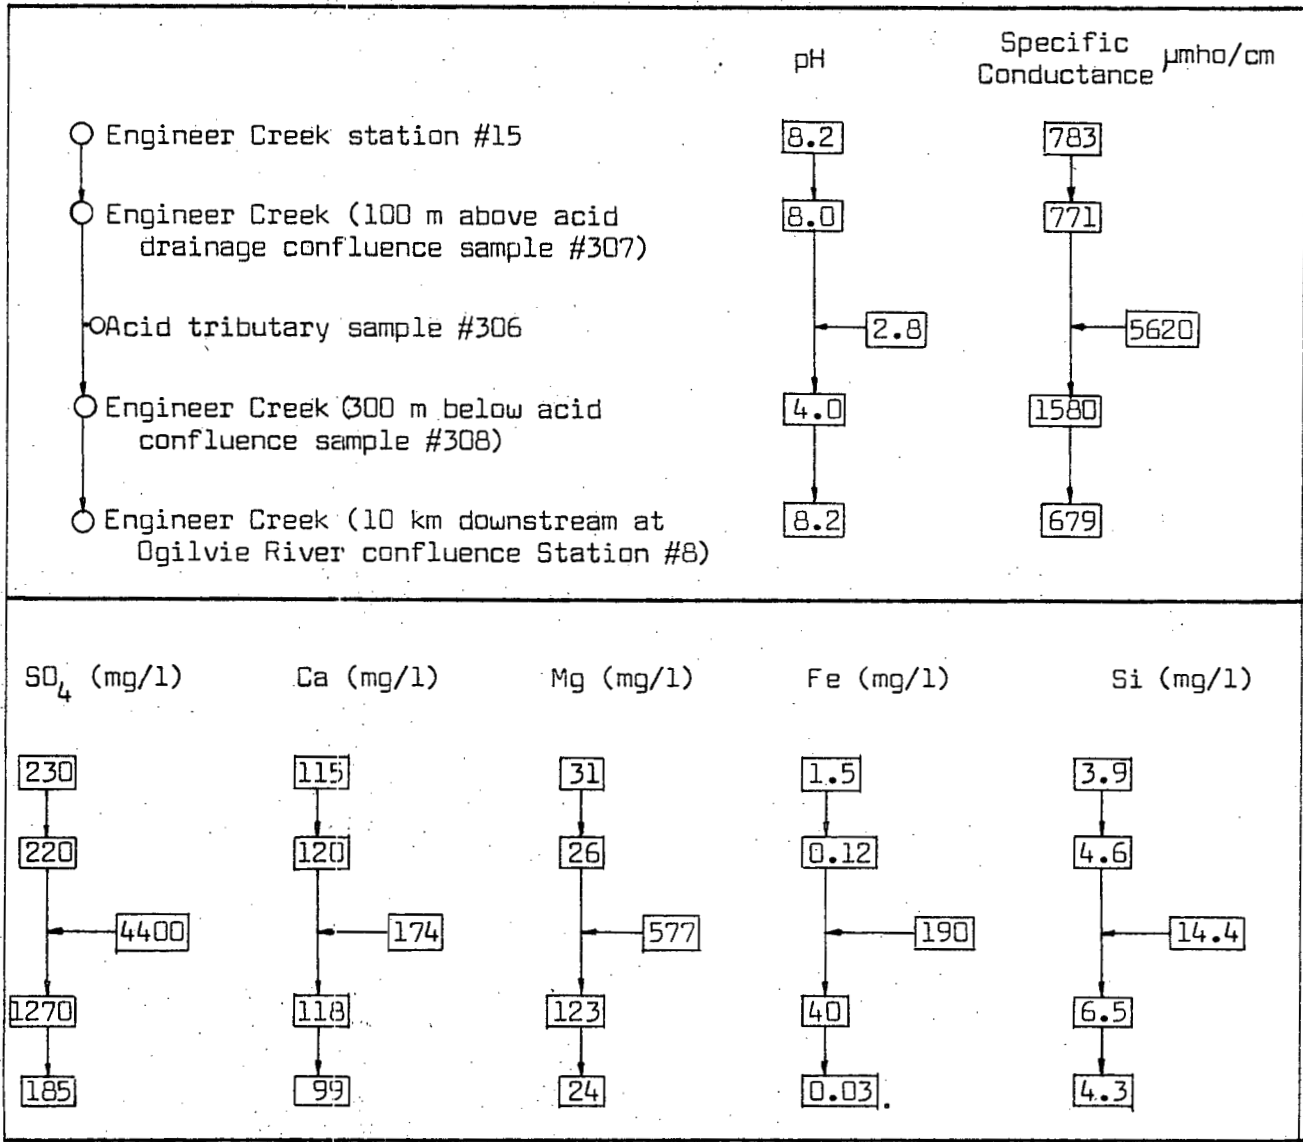 pH
Specific Conductance µmho/cm
Engineer Creek station #15
8.2
783
Engineer Creek (100 m above acid
drainage confluence sample #307)
8.0
771
Acid tributary sample #306
2.8
5620
Engineer Creek (300 m below acid
confluence sample #308)
4.0
1580
Engineer Creek (10 km downstream at
Ogilvie River confluence Station #8)
8.2
679
SO4 (mg/l)
Ca (mg/l)
Mg (mg/l)
Fe (mg/l)
Si (mg/l)
230
115
31
1.5
3.9
220
120
26
0.12
4.6
4400
174
577
190
14.4
1270
118
123
40
6.5
185
99
24
0.03.
4.3